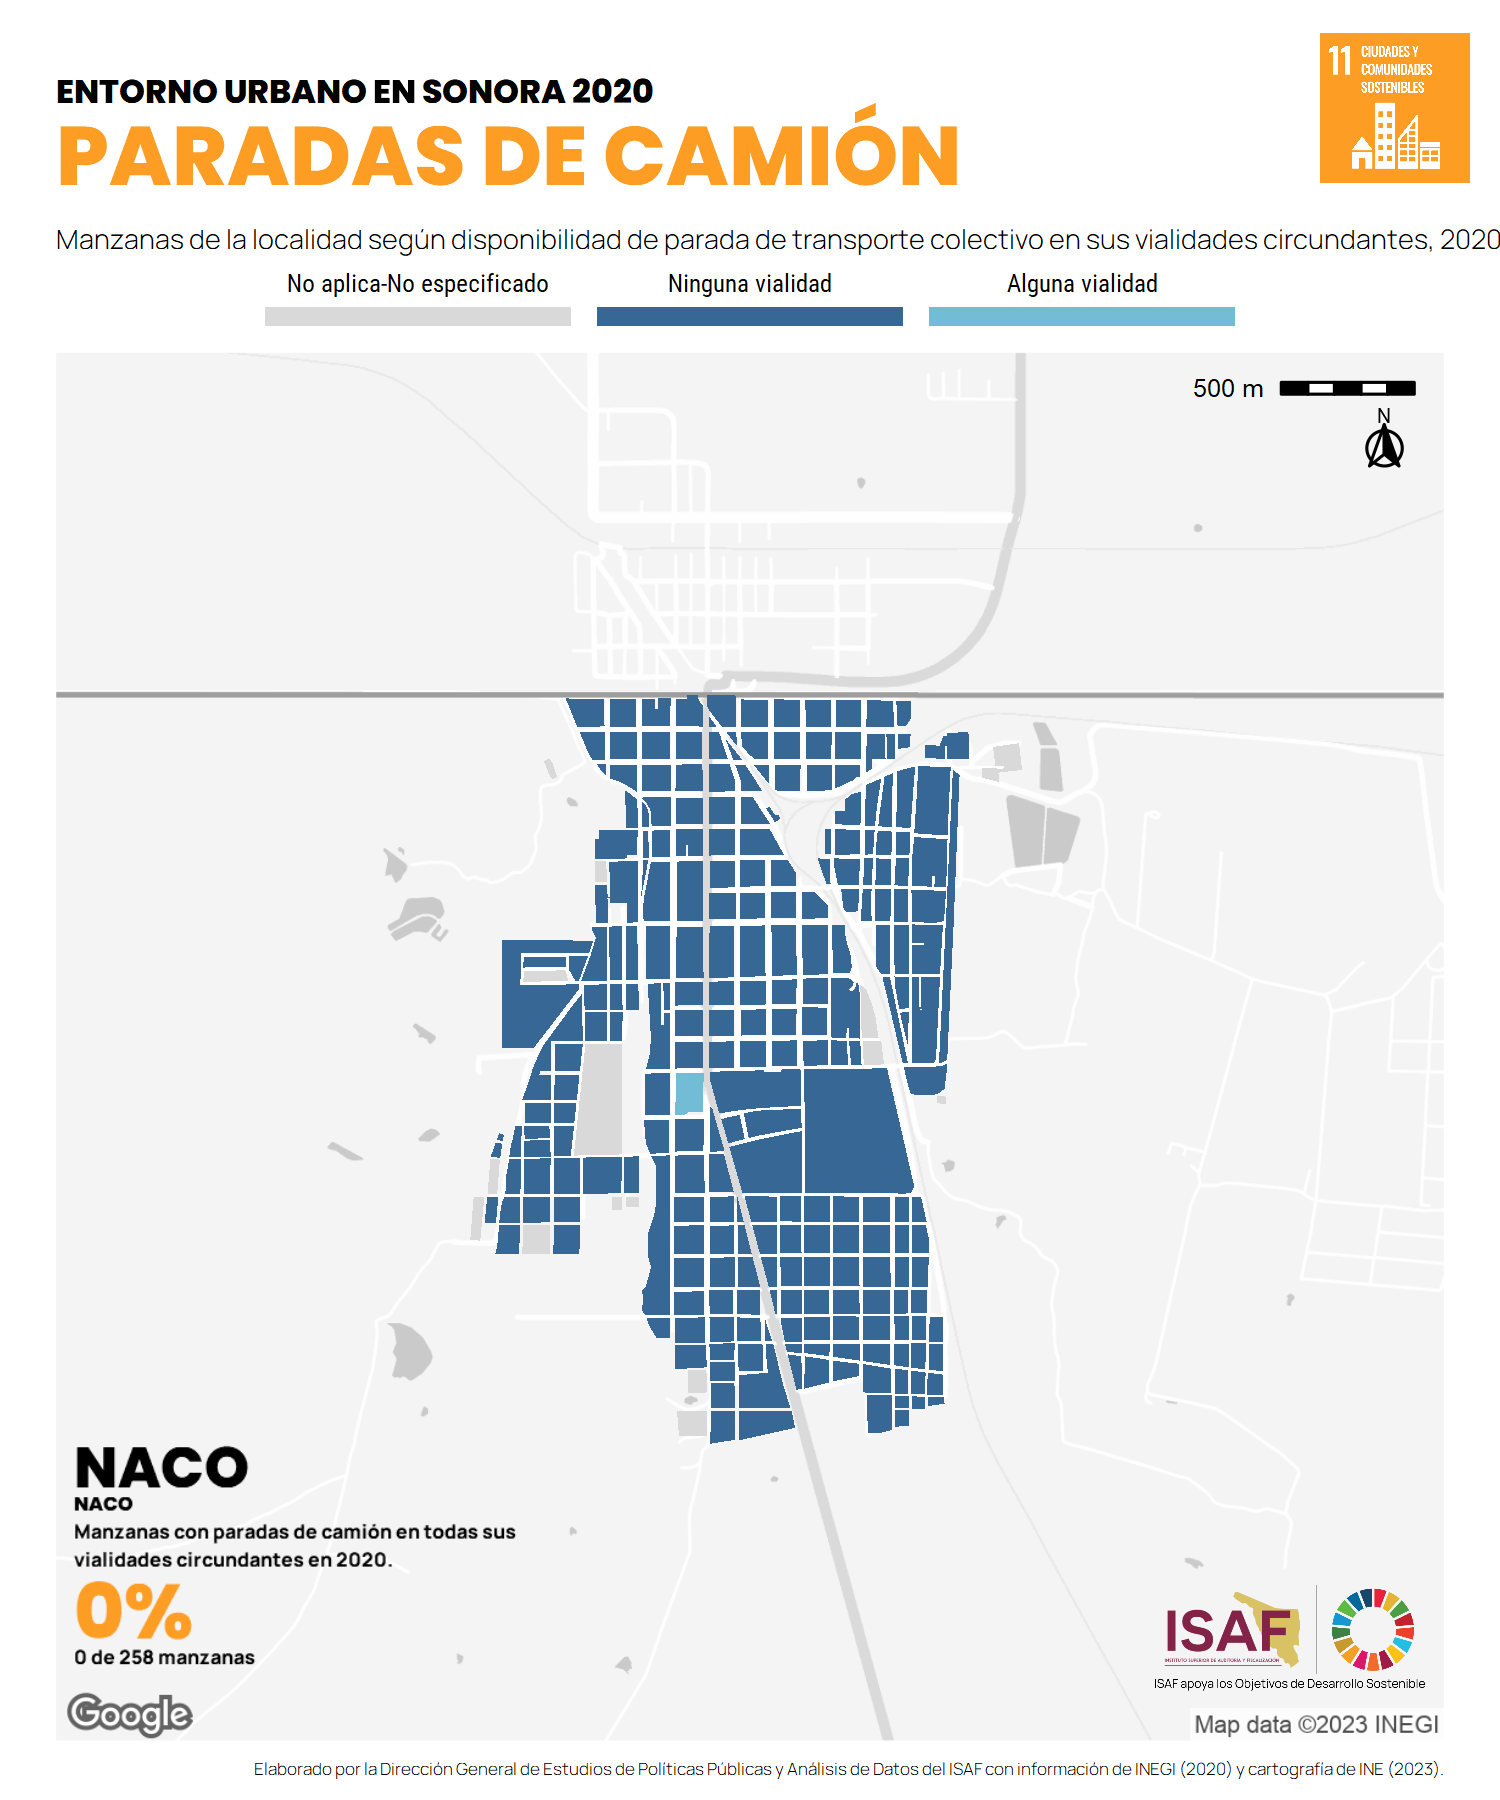 ENTORNO URBANO EN SONORA 2020
PARADAS DE CAMIÓN
11 CIUDADES Y
COMUNIDADES
SOSTENIBLES
Manzanas de la localidad según disponibilidad de parada de transporte colectivo en sus vialidades circundantes, 2020
No aplica-No especificado
Ninguna vialidad
Alguna vialidad
500 m
N
NACO
NACO
Manzanas con paradas de camión en todas sus
vialidades circundantes en 2020.
0%
0 de 258 manzanas
Google
ISAF
INSTITUTO SUPERIOR DE AUDITORÍA Y FISCALIZACIÓN
ISAF apoya los Objetivos de Desarrollo Sostenible
Map data ©2023 INEGI
Elaborado por la Dirección General de Estudios de Políticas Públicas y Análisis de Datos del ISAF con información de INEGI (2020) y cartografía de INE (2023).